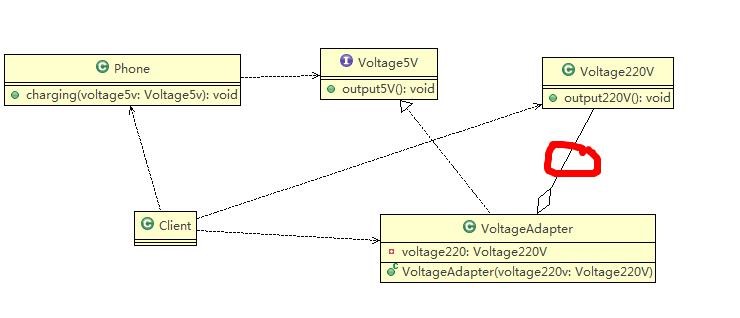 Phone
charging(voltage5v: Voltage5v): void
I Voltage5V
output5V(): void
C Voltage220V
output220V(): void
C Client
C VoltageAdapter
voltage220: Voltage220V
C VoltageAdapter(voltage220v: Voltage220V)